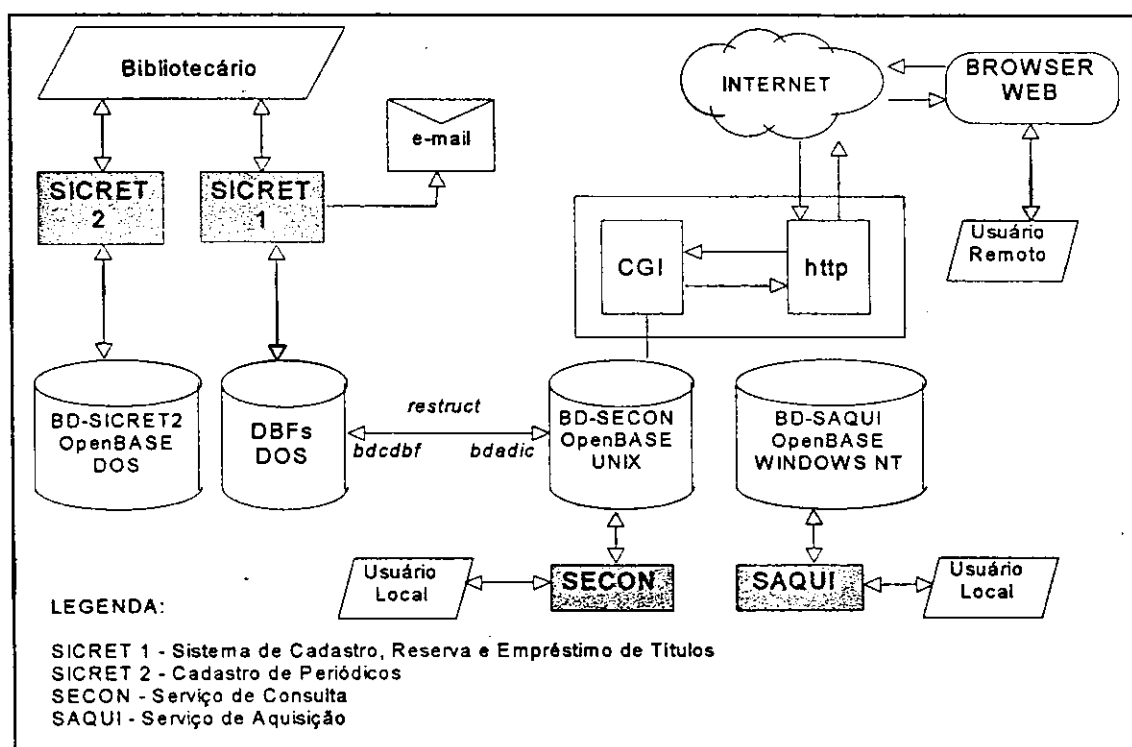 Bibliotecário
e-mail
INTERNET
BROWSER
WEB
SICRET
2
SICRET
1
CGI
http
Usuário
Remoto
BD-SICRET2
OpenBASE
DOS
DBFs
DOS
restruct
bdcdbf
bdadic
BD-SECON
OpenBASE
UNIX
BD-SAQUI
OpenBASE
WINDOWS NT
Usuário
Local
SECON
SAQUI
Usuário
Local
LEGENDA:
SICRET 1 - Sistema de Cadastro, Reserva e Empréstimo de Títulos
SICRET 2 - Cadastro de Periódicos
SECON - Serviço de Consulta
SAQUI - Serviço de Aquisição